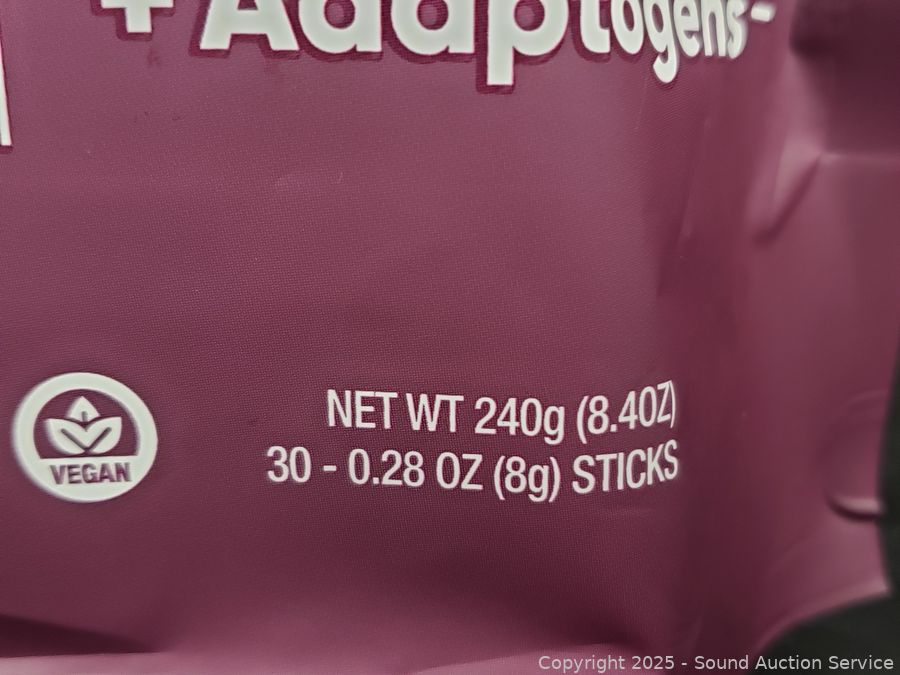 + Adaptogens
VEGAN
NET WT 240g (8.4OZ)
30 - 0.28 OZ (8g) STICKS
Copyright 2025 - Sound Auction Service